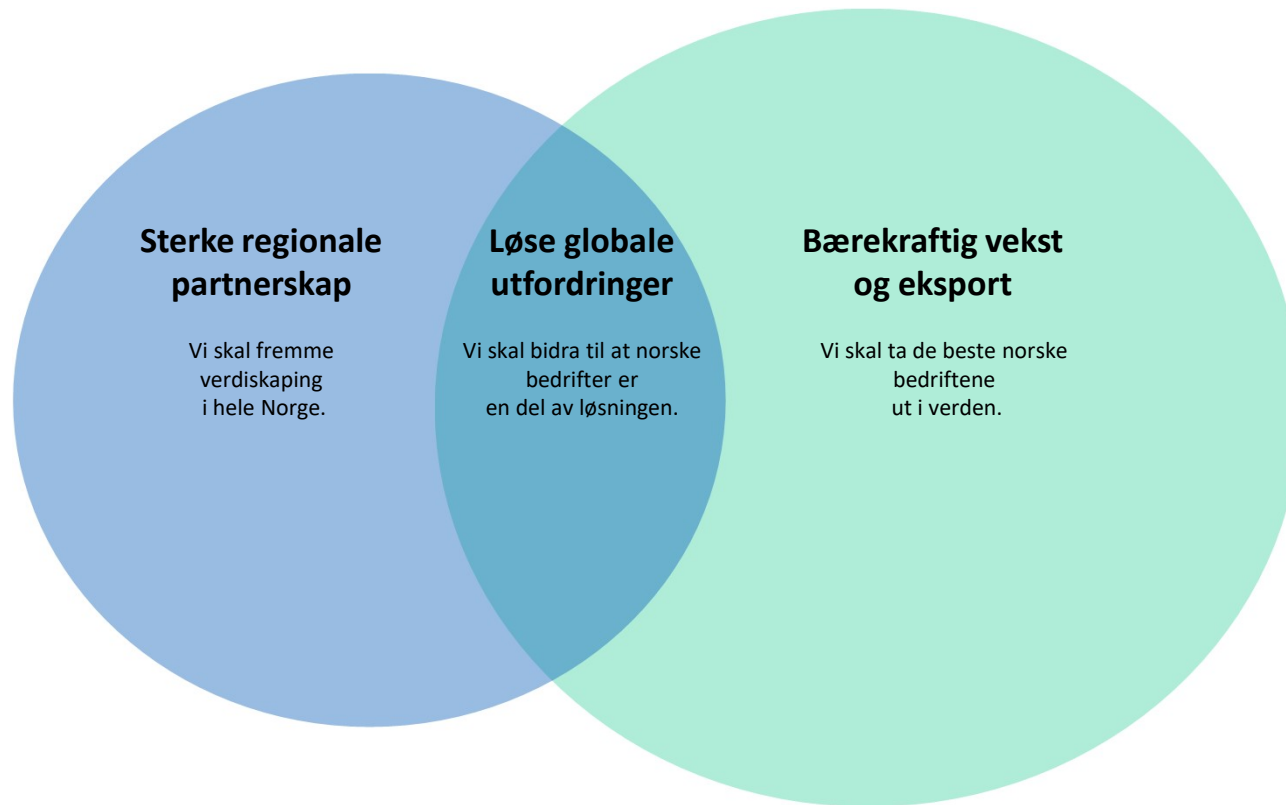 Sterke regionale
partnerskap
Vi skal fremme
verdiskaping
i hele Norge.
Løse globale
utfordringer
Vi skal bidra til at norske
bedrifter er
en del av løsningen.
Bærekraftig vekst
og eksport
Vi skal ta de beste norske
bedriftene
ut i verden.